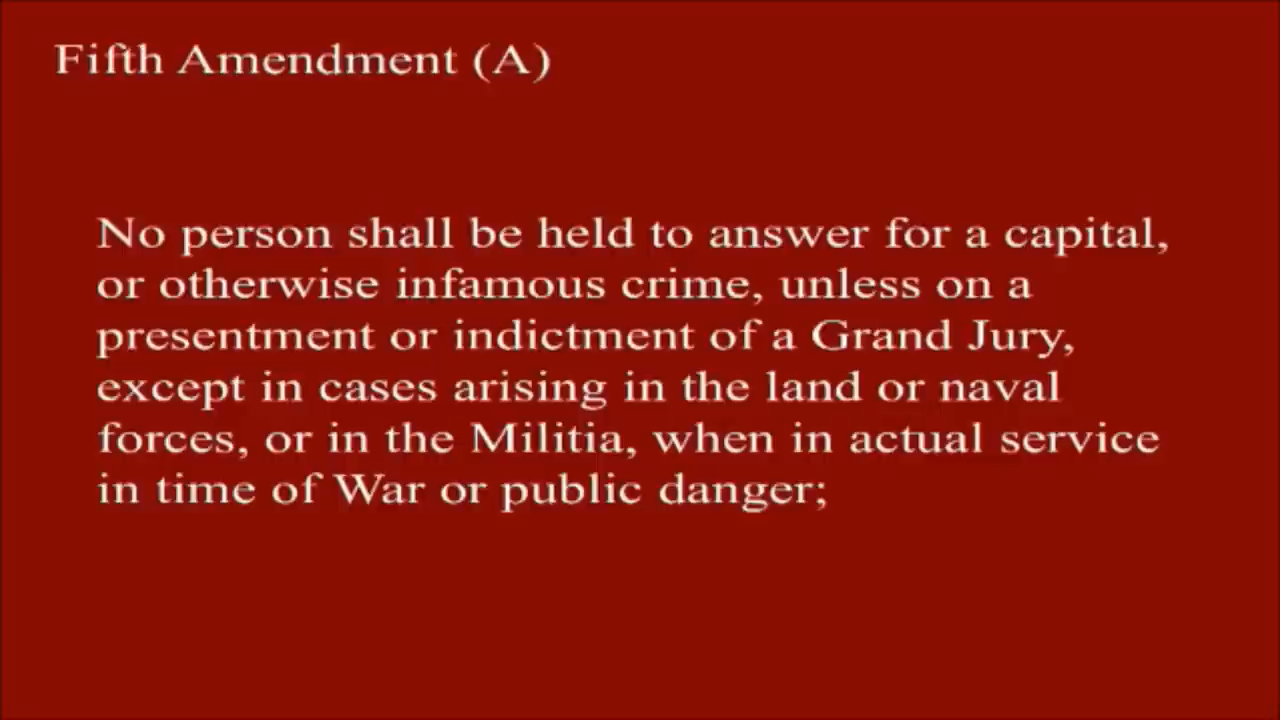 Fifth Amendment (A)
No person shall be held to answer for a capital,
or otherwise infamous crime, unless on a
presentment or indictment of a Grand Jury,
except in cases arising in the land or naval
forces, or in the Militia, when in actual service
in time of War or public danger;